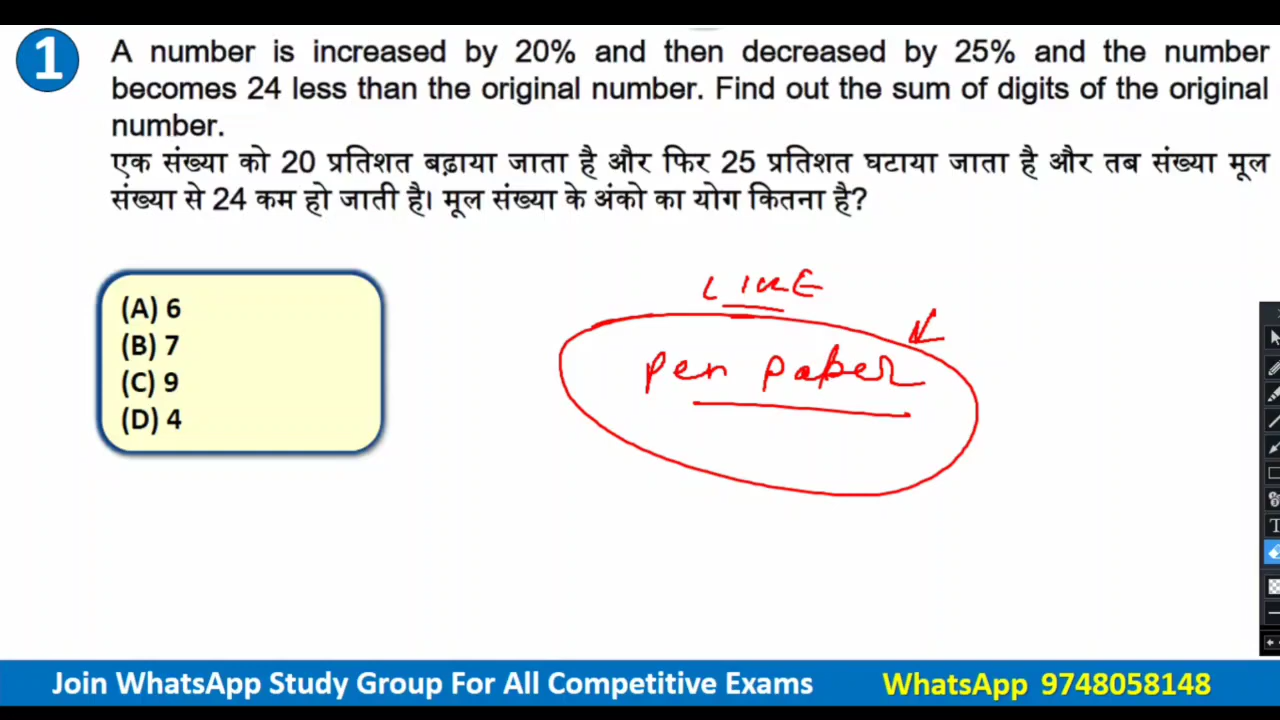 1
A number is increased by 20% and then decreased by 25% and the number
becomes 24 less than the original number. Find out the sum of digits of the original
number.
एक संख्या को 20 प्रतिशत बढ़ाया जाता है और फिर 25 प्रतिशत घटाया जाता है और तब संख्या मूल
संख्या से 24 कम हो जाती है। मूल संख्या के अंको का योग कितना है?
(A) 6
(B) 7
(C) 9
(D) 4
LIKE
Pen paper
Join WhatsApp Study Group For All Competitive Exams WhatsApp 9748058148